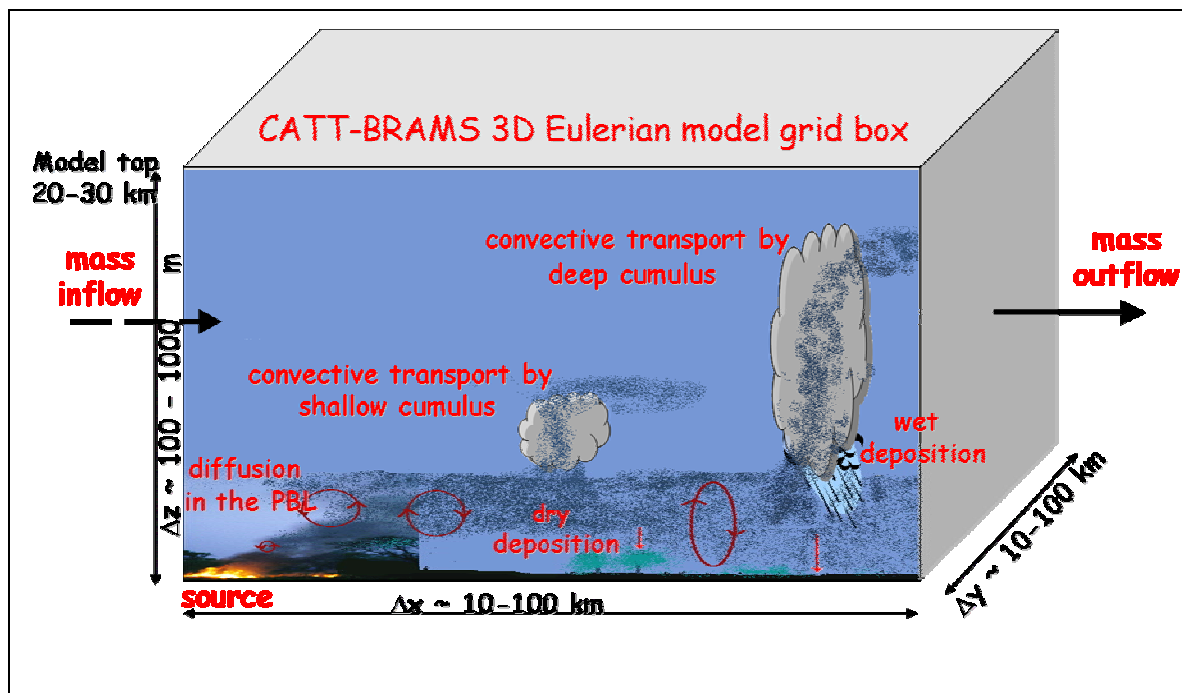 CATT-BRAMS 3D Eulerian model grid box
Model top
20-30 km
mass
inflow
Δz ~ 100 - 1000 m
convective transport by
deep cumulus
mass
outflow
convective transport by
shallow cumulus
wet
deposition
diffusion
in the PBL
dry
deposition
source
Δx ~ 10-100 km
Δy ~ 10-100 km